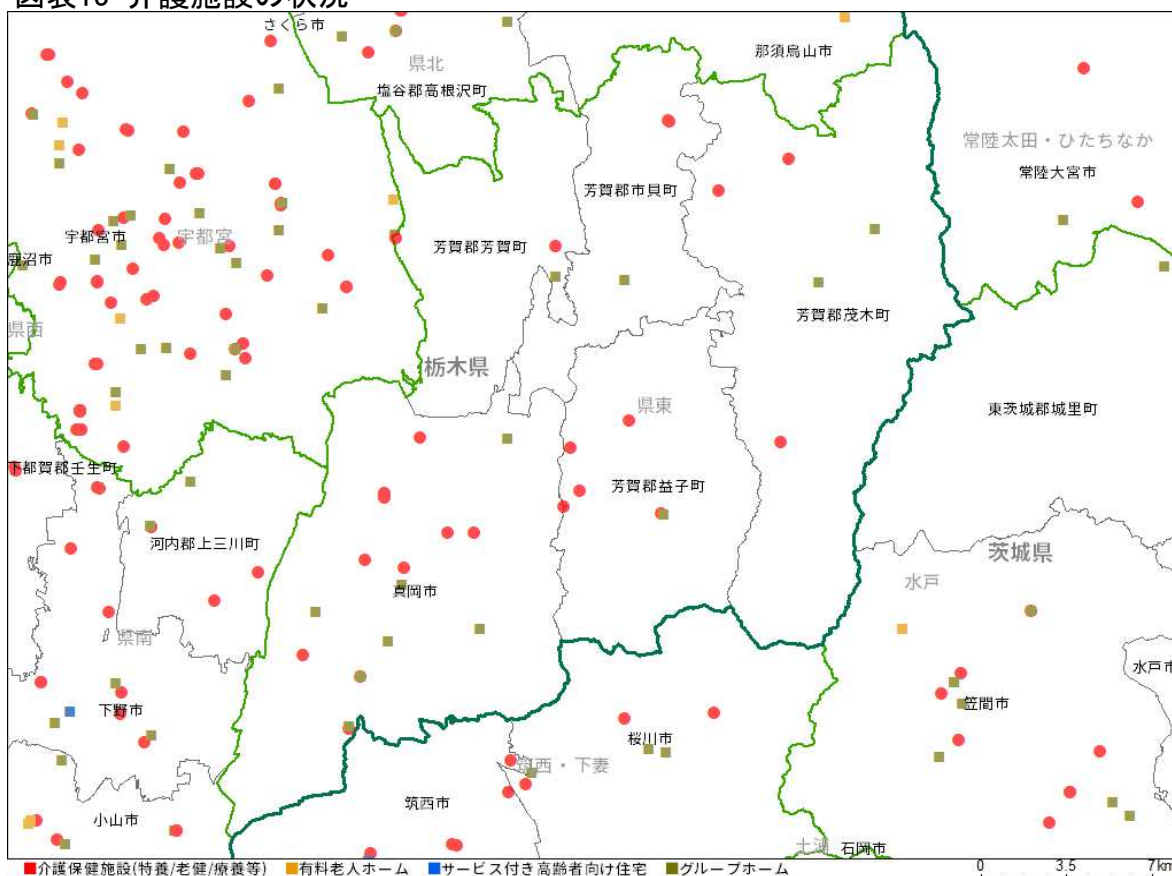 図表10 介護施設の状況
さくら市
那須烏山市
県北
塩谷郡高根沢町
常陸太田・ひたちなか
常陸大宮市
芳賀郡市貝町
宇都宮市
宇都宮
芳賀郡芳賀町
鹿沼市
県西
芳賀郡茂木町
栃木県
県東
東茨城郡城里町
下都賀郡壬生町
芳賀郡益子町
河内郡上三川町
茨城県
水戸
真岡市
県南
水戸市
下野市
笠間市
桜川市
筑西・下妻
筑西市
小山市
土浦
石岡市
介護保健施設(特養/老健/療養等) 有料老人ホーム サービス付き高齢者向け住宅 グループホーム
0 3.5 7km